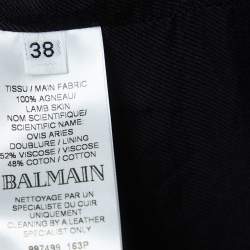 38
TISSU / MAIN FABRIC
100% AGNEAU/
LAMB SKIN
NOM SCIENTIFIQUE/
SCIENTIFIC NAME
OVIS ARIES
DOUBLURE / LINING
52% VISCOSE / VISCOSE
48% COTON / COTTON
BALMAIN
NETTOYAGE PAR UN
SPECIALISTE DU CUIR
UNIQUEMENT
CLEANING BY A LEATHER
SPECIALIST ONLY
163P